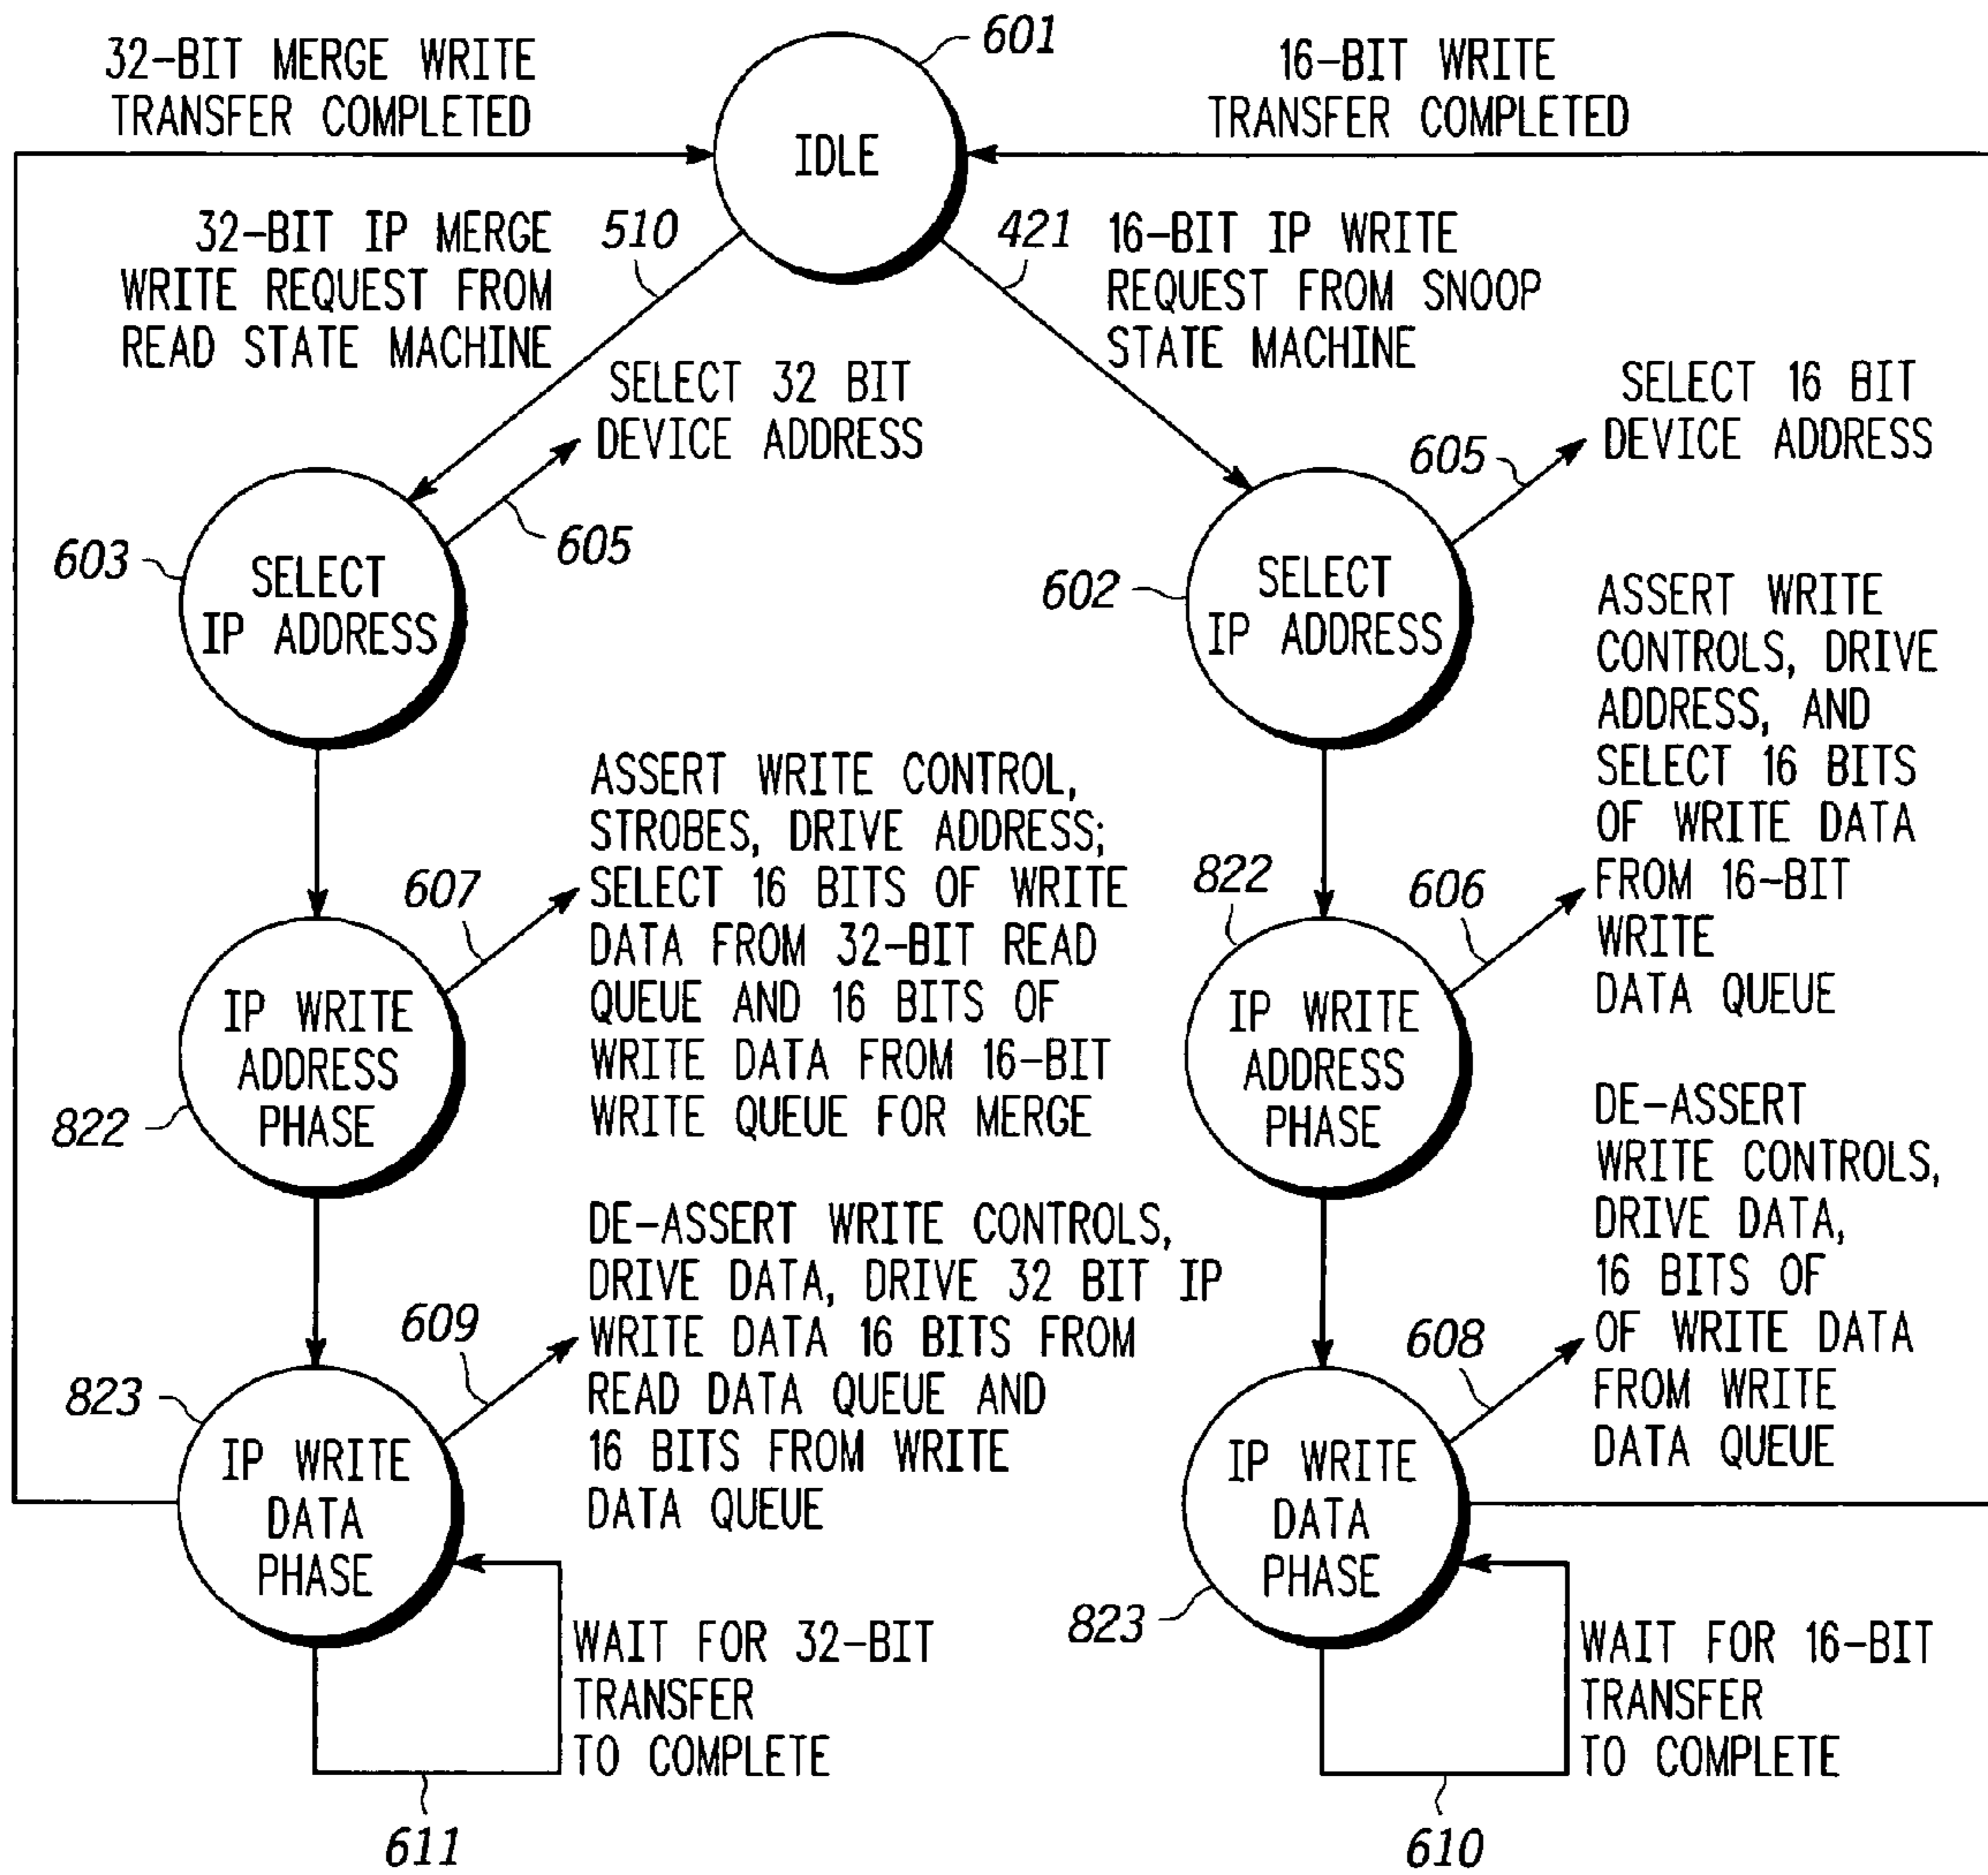 32-BIT MERGE WRITE
TRANSFER COMPLETED
601
16-BIT WRITE
TRANSFER COMPLETED
IDLE
32-BIT IP MERGE
WRITE REQUEST FROM
READ STATE MACHINE
510
421
16-BIT IP WRITE
REQUEST FROM SNOOP
STATE MACHINE
SELECT 32 BIT
DEVICE ADDRESS
605
SELECT 16 BIT
DEVICE ADDRESS
605
603
SELECT
IP ADDRESS
602
SELECT
IP ADDRESS
ASSERT WRITE
CONTROLS, DRIVE
ADDRESS, AND
SELECT 16 BITS
OF WRITE DATA
FROM 16-BIT
WRITE
DATA QUEUE
606
ASSERT WRITE CONTROL,
STROBES, DRIVE ADDRESS;
SELECT 16 BITS OF WRITE
DATA FROM 32-BIT READ
QUEUE AND 16 BITS OF
WRITE DATA FROM 16-BIT
WRITE QUEUE FOR MERGE
607
822
IP WRITE
ADDRESS
PHASE
822
IP WRITE
ADDRESS
PHASE
DE-ASSERT
WRITE CONTROLS,
DRIVE DATA,
16 BITS OF
OF WRITE DATA
FROM WRITE
DATA QUEUE
608
DE-ASSERT WRITE CONTROLS,
DRIVE DATA, DRIVE 32 BIT IP
WRITE DATA 16 BITS FROM
READ DATA QUEUE AND
16 BITS FROM WRITE
DATA QUEUE
609
823
IP WRITE
DATA
PHASE
823
IP WRITE
DATA
PHASE
WAIT FOR 32-BIT
TRANSFER
TO COMPLETE
611
WAIT FOR 16-BIT
TRANSFER
TO COMPLETE
610